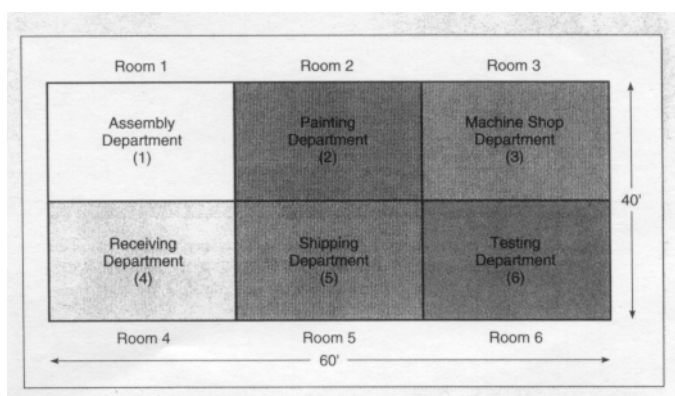 Room 1 Room 2 Room 3
Assembly
Department
(1)
Painting
Department
(2)
Machine Shop
Department
(3)
40'
Receiving
Department
(4)
Shipping
Department
(5)
Testing
Department
(6)
Room 4 Room 5 Room 6
60'